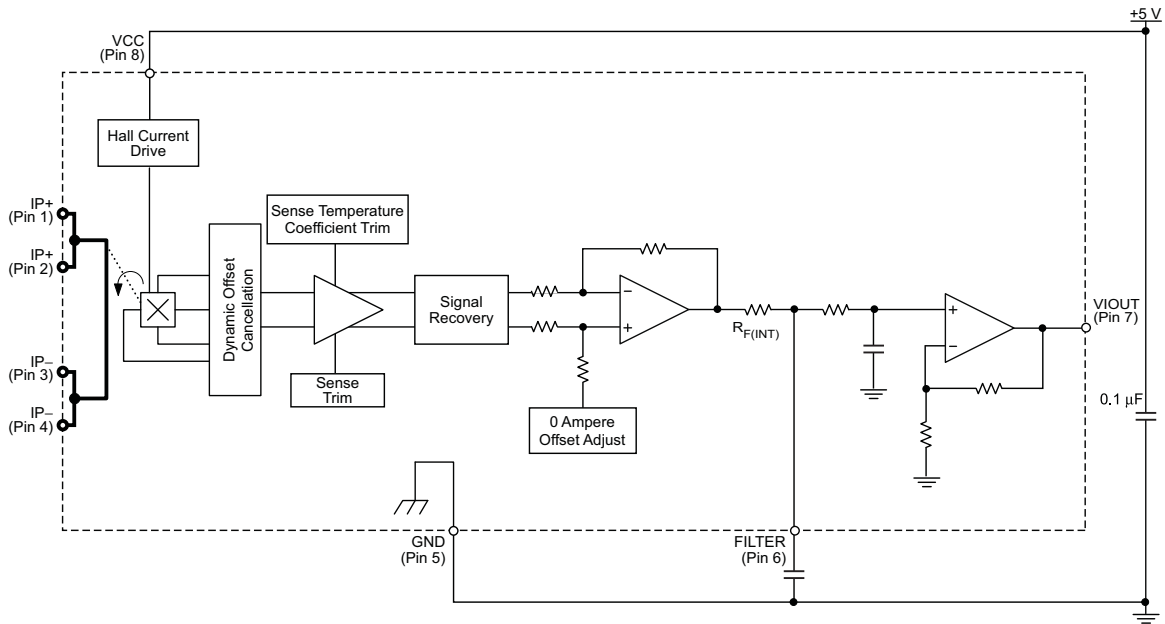 +5 V
VCC
(Pin 8)
Hall Current
Drive
IP+
(Pin 1)
IP+
(Pin 2)
IP−
(Pin 3)
IP−
(Pin 4)
Dynamic Offset
Cancellation
Sense Temperature
Coefficient Trim
Sense
Trim
Signal
Recovery
0 Ampere
Offset Adjust
−
+
RF(INT)
+
−
VIOUT
(Pin 7)
0.1 µF
GND
(Pin 5)
FILTER
(Pin 6)